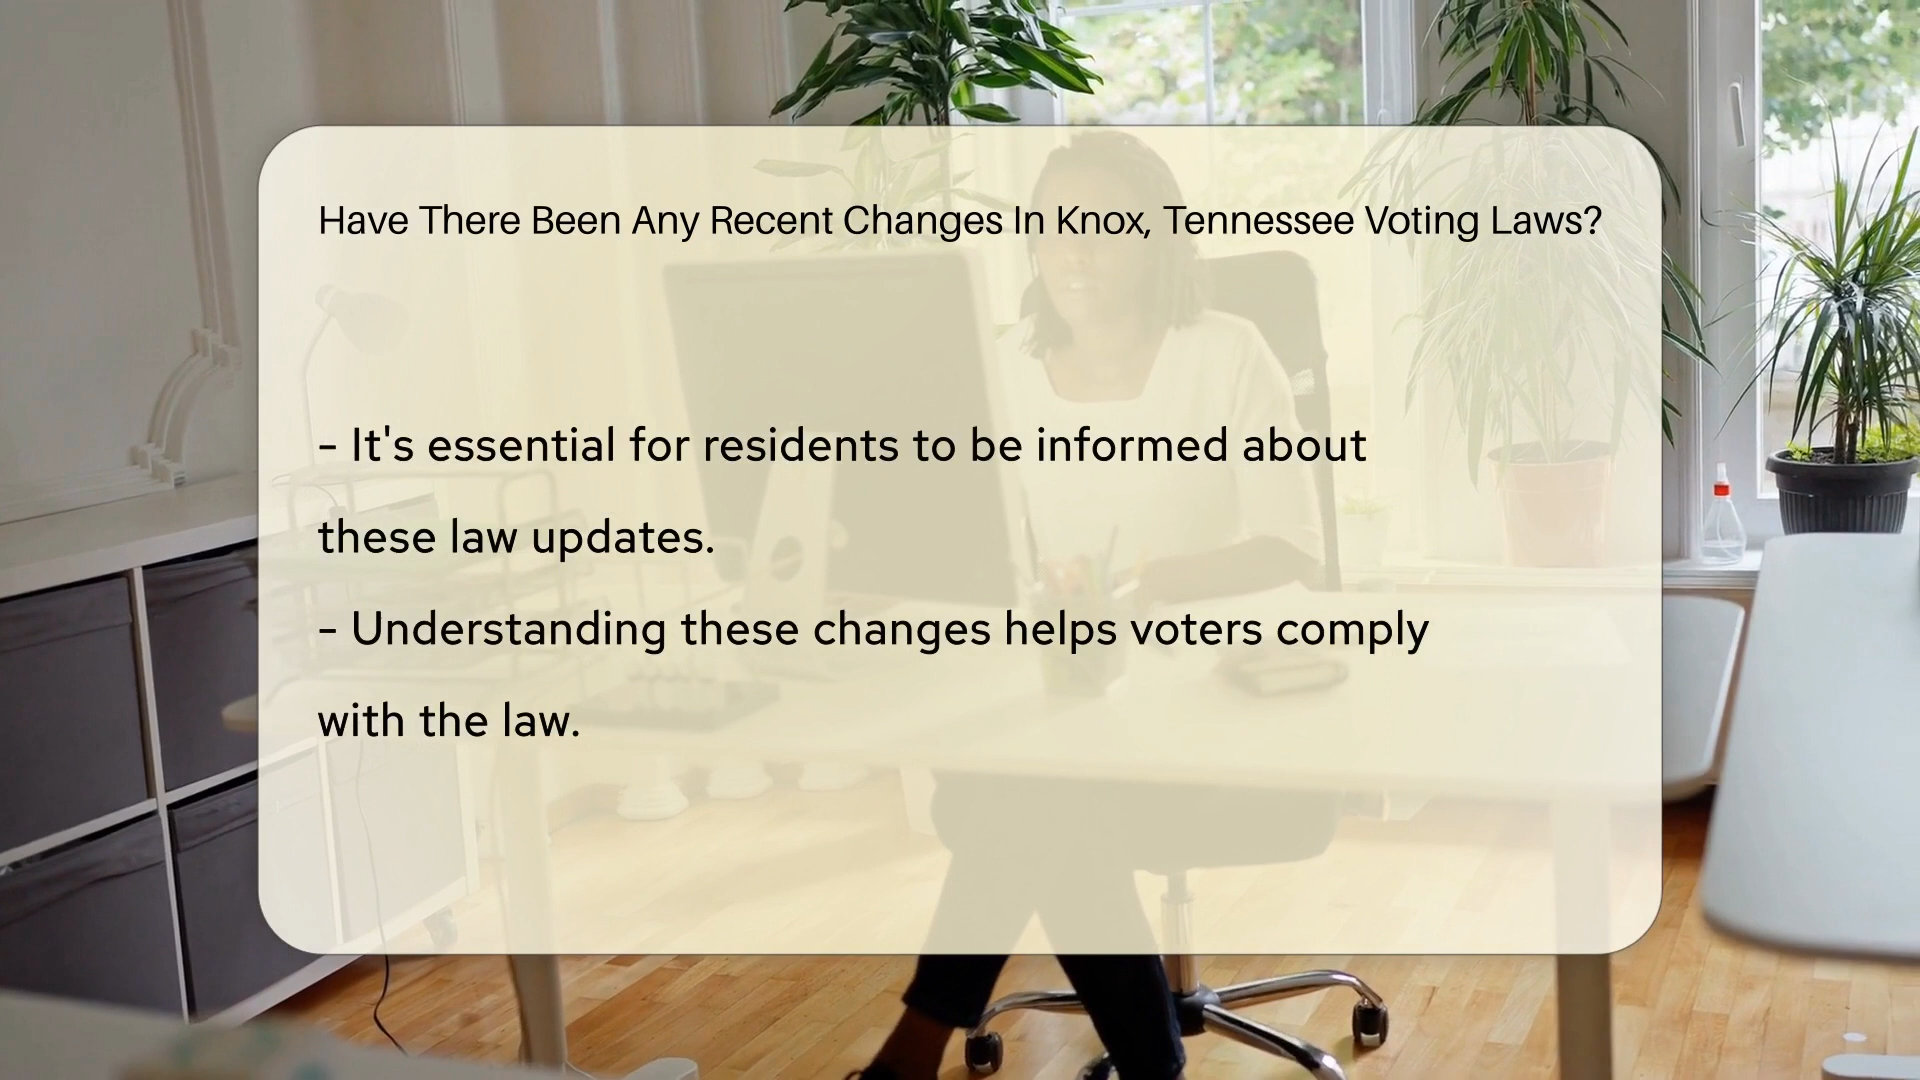 Have There Been Any Recent Changes In Knox, Tennessee Voting Laws?
- It's essential for residents to be informed about
these law updates.
- Understanding these changes helps voters comply
with the law.